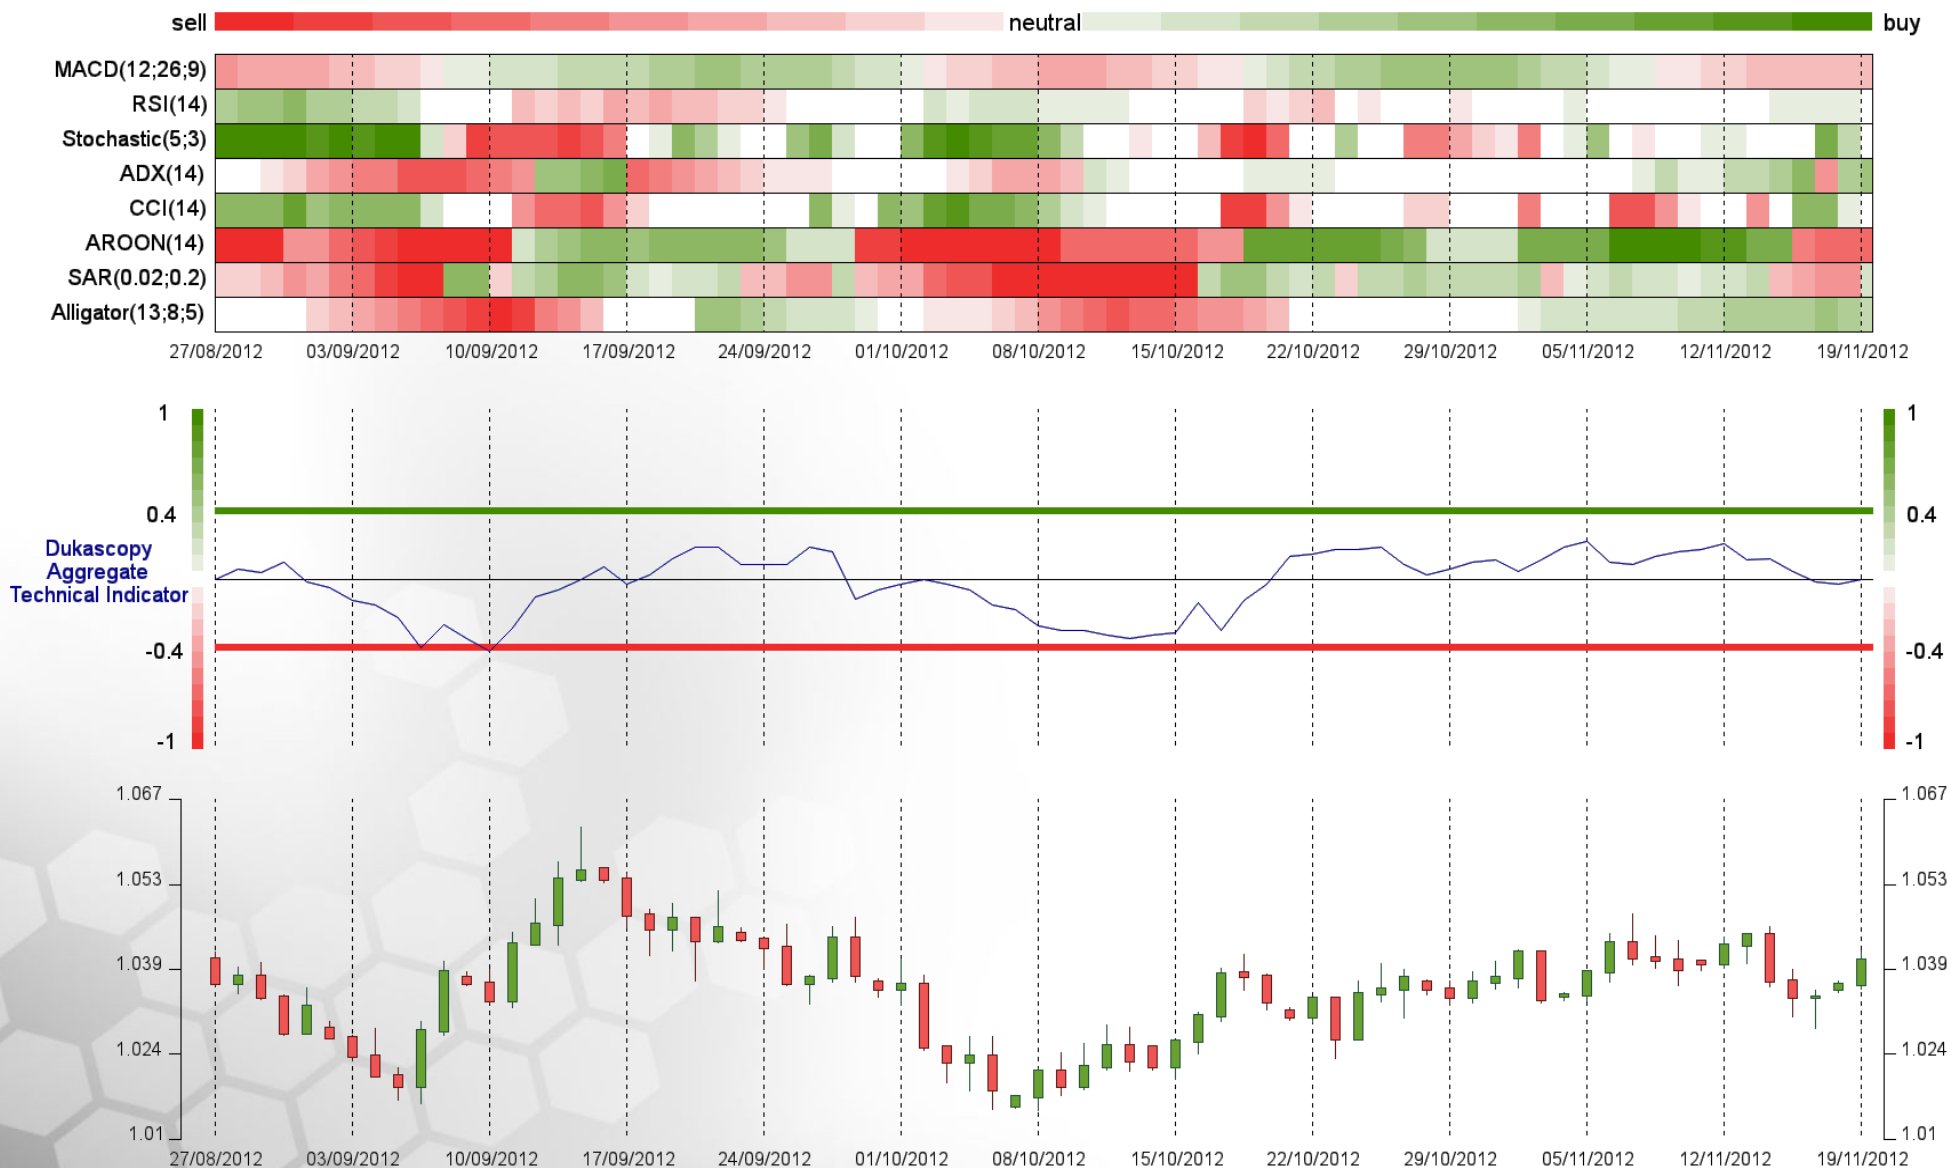 sell neutral buy
MACD(12;26;9)
RSI(14)
Stochastic(5;3)
ADX(14)
CCI(14)
AROON(14)
SAR(0.02;0.2)
Alligator(13;8;5)
27/08/2012 03/09/2012 10/09/2012 17/09/2012 24/09/2012 01/10/2012 08/10/2012 15/10/2012 22/10/2012 29/10/2012 05/11/2012 12/11/2012 19/11/2012
1 1
0.4 0.4
Dukascopy
Aggregate
Technical Indicator
-0.4 -0.4
-1 -1
1.067 1.067
1.053 1.053
1.039 1.039
1.024 1.024
1.01 1.01
27/08/2012 03/09/2012 10/09/2012 17/09/2012 24/09/2012 01/10/2012 08/10/2012 15/10/2012 22/10/2012 29/10/2012 05/11/2012 12/11/2012 19/11/2012